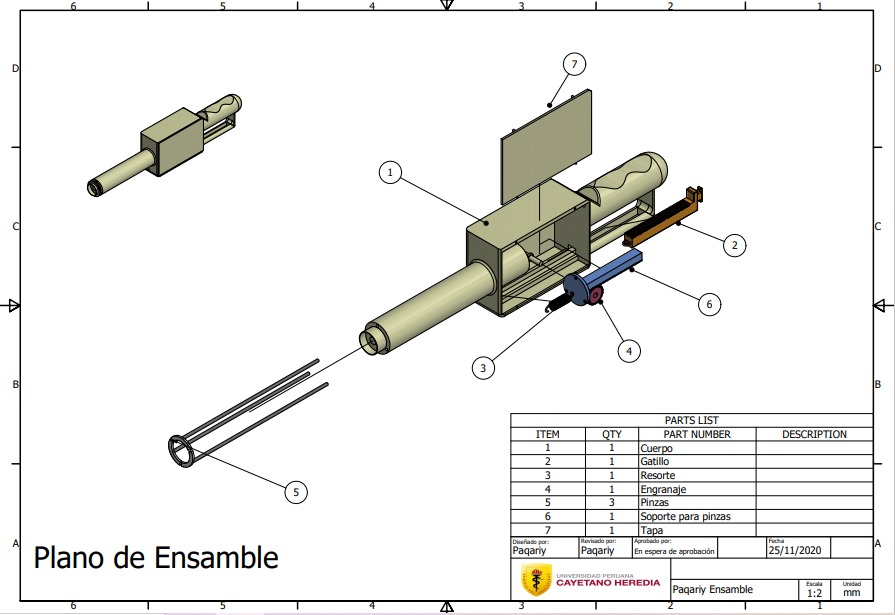 6 5 4 3 2 1
D D
7
1
C C
2
6
4
3
B B
5
PARTS LIST
ITEM QTY PART NUMBER DESCRIPTION
1 1 Cuerpo
2 1 Gatillo
3 1 Resorte
4 1 Engranaje
5 3 Pinzas
6 1 Soporte para pinzas
7 1 Tapa
A A
Plano de Ensamble
Diseñado por: Revisado por: Aprobado por: Fecha
Paqariy Paqariy En espera de aprobación 25/11/2020
UNIVERSIDAD PERUANA
CAYETANO HEREDIA
Paqariy Ensamble
Escala Unidad
1:2 mm
6 5 4 3 2 1